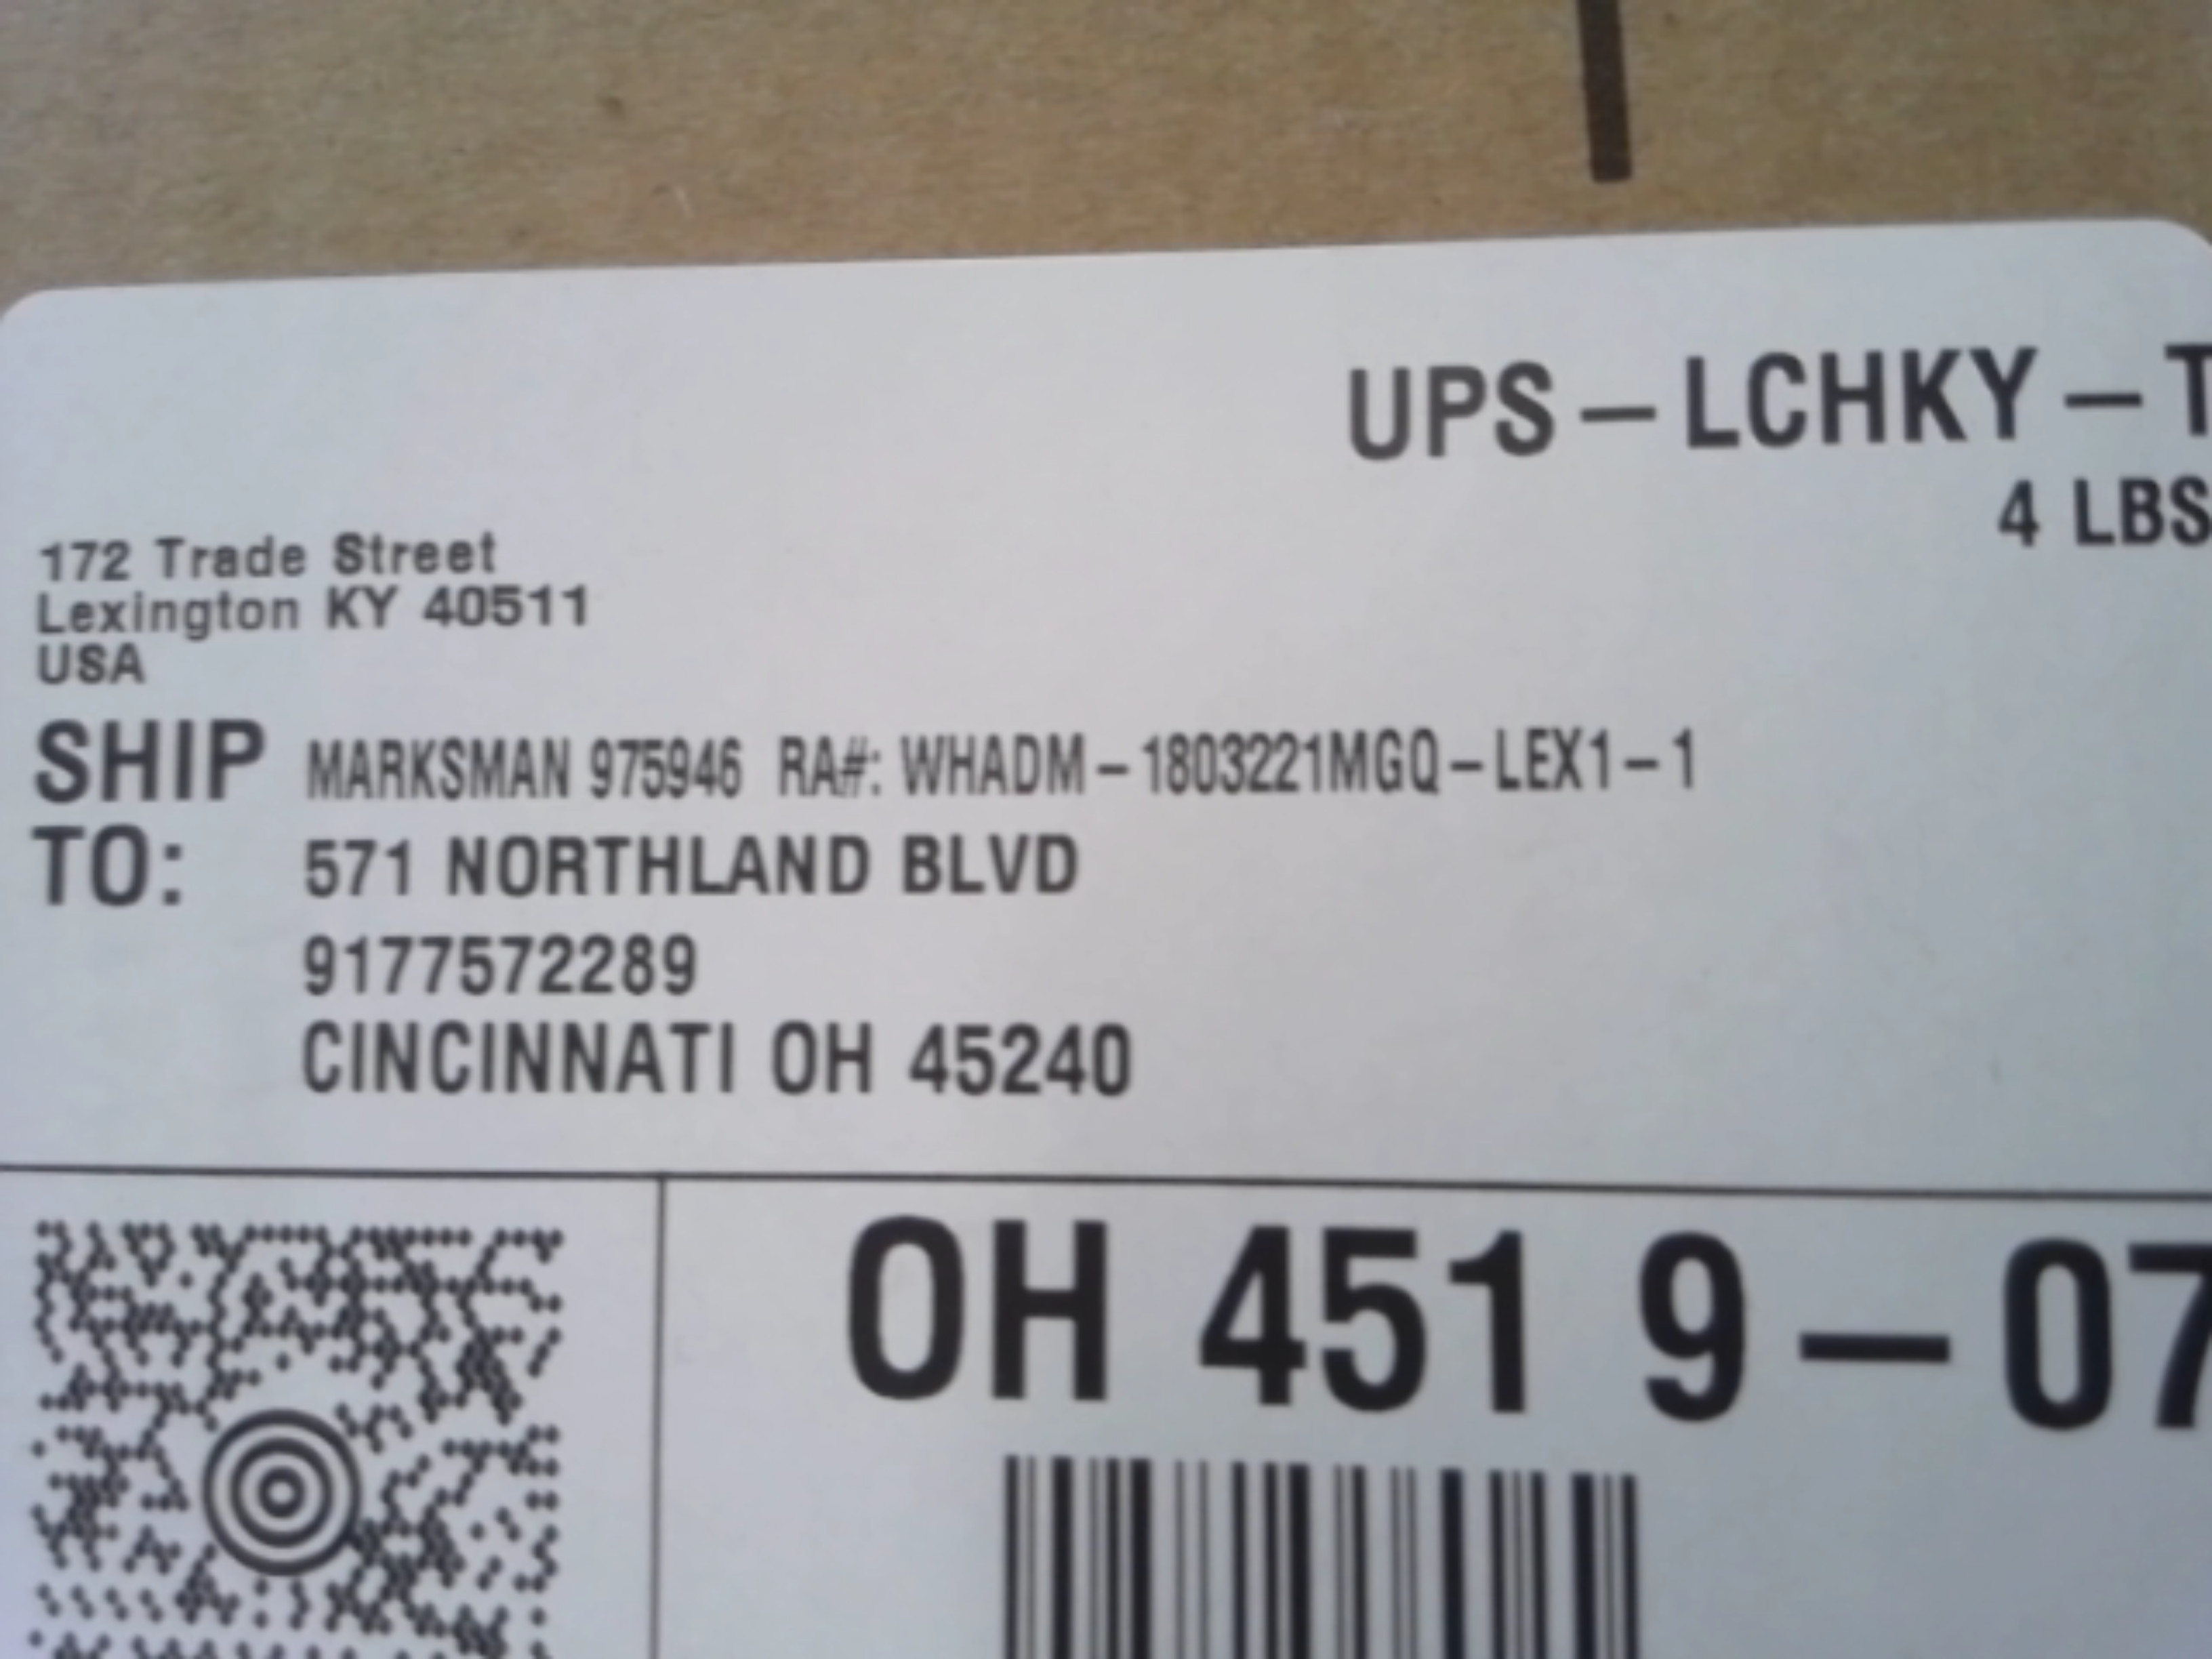 UPS – LCHKY – T
4 LBS
172 Trade Street
Lexington KY 40511
USA
SHIP TO:
MARKSMAN 975946 RA#: WHADM – 1803221MGQ – LEX1 – 1
571 NORTHLAND BLVD
9177572289
CINCINNATI OH 45240
OH 451 9 – 07